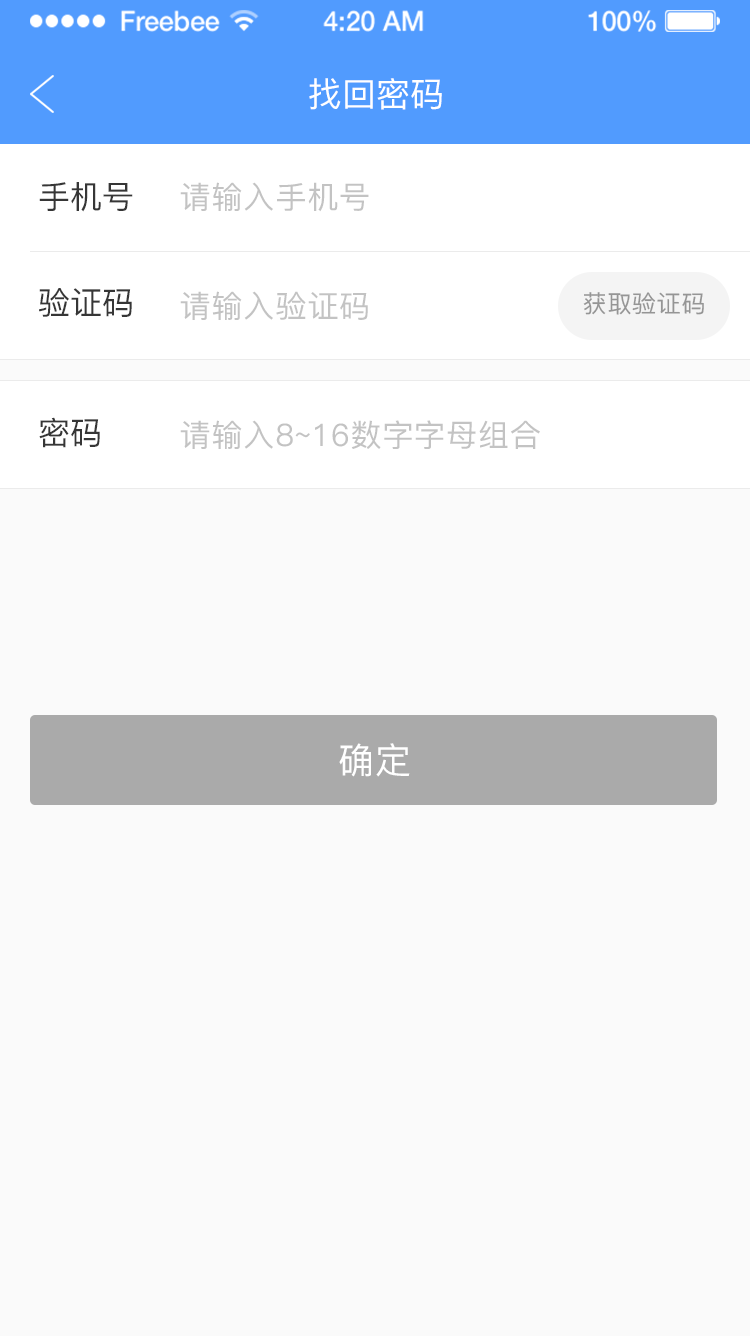 Freebee 4:20 AM 100%
找回密码
手机号 请输入手机号
验证码 请输入验证码 获取验证码
密码 请输入8~16数字字母组合
确定